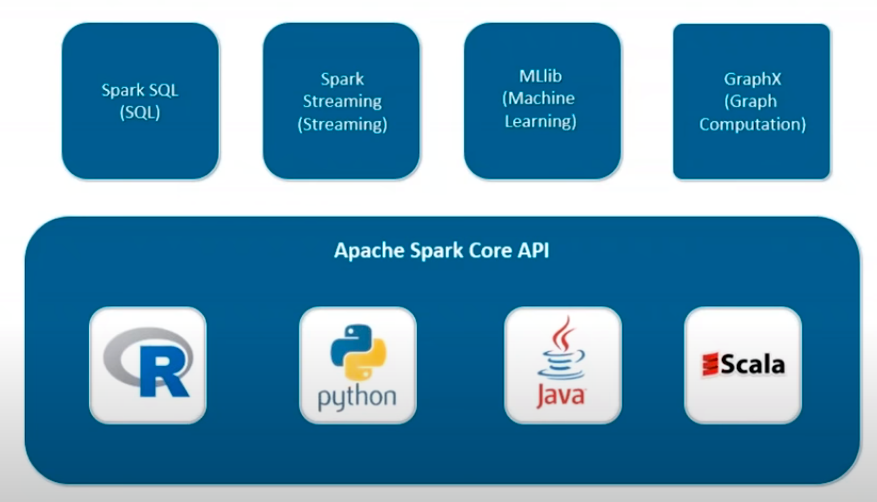 Spark SQL
(SQL)
Spark
Streaming
(Streaming)
MLlib
(Machine
Learning)
GraphX
(Graph
Computation)
Apache Spark Core API
R
python
Java
Scala